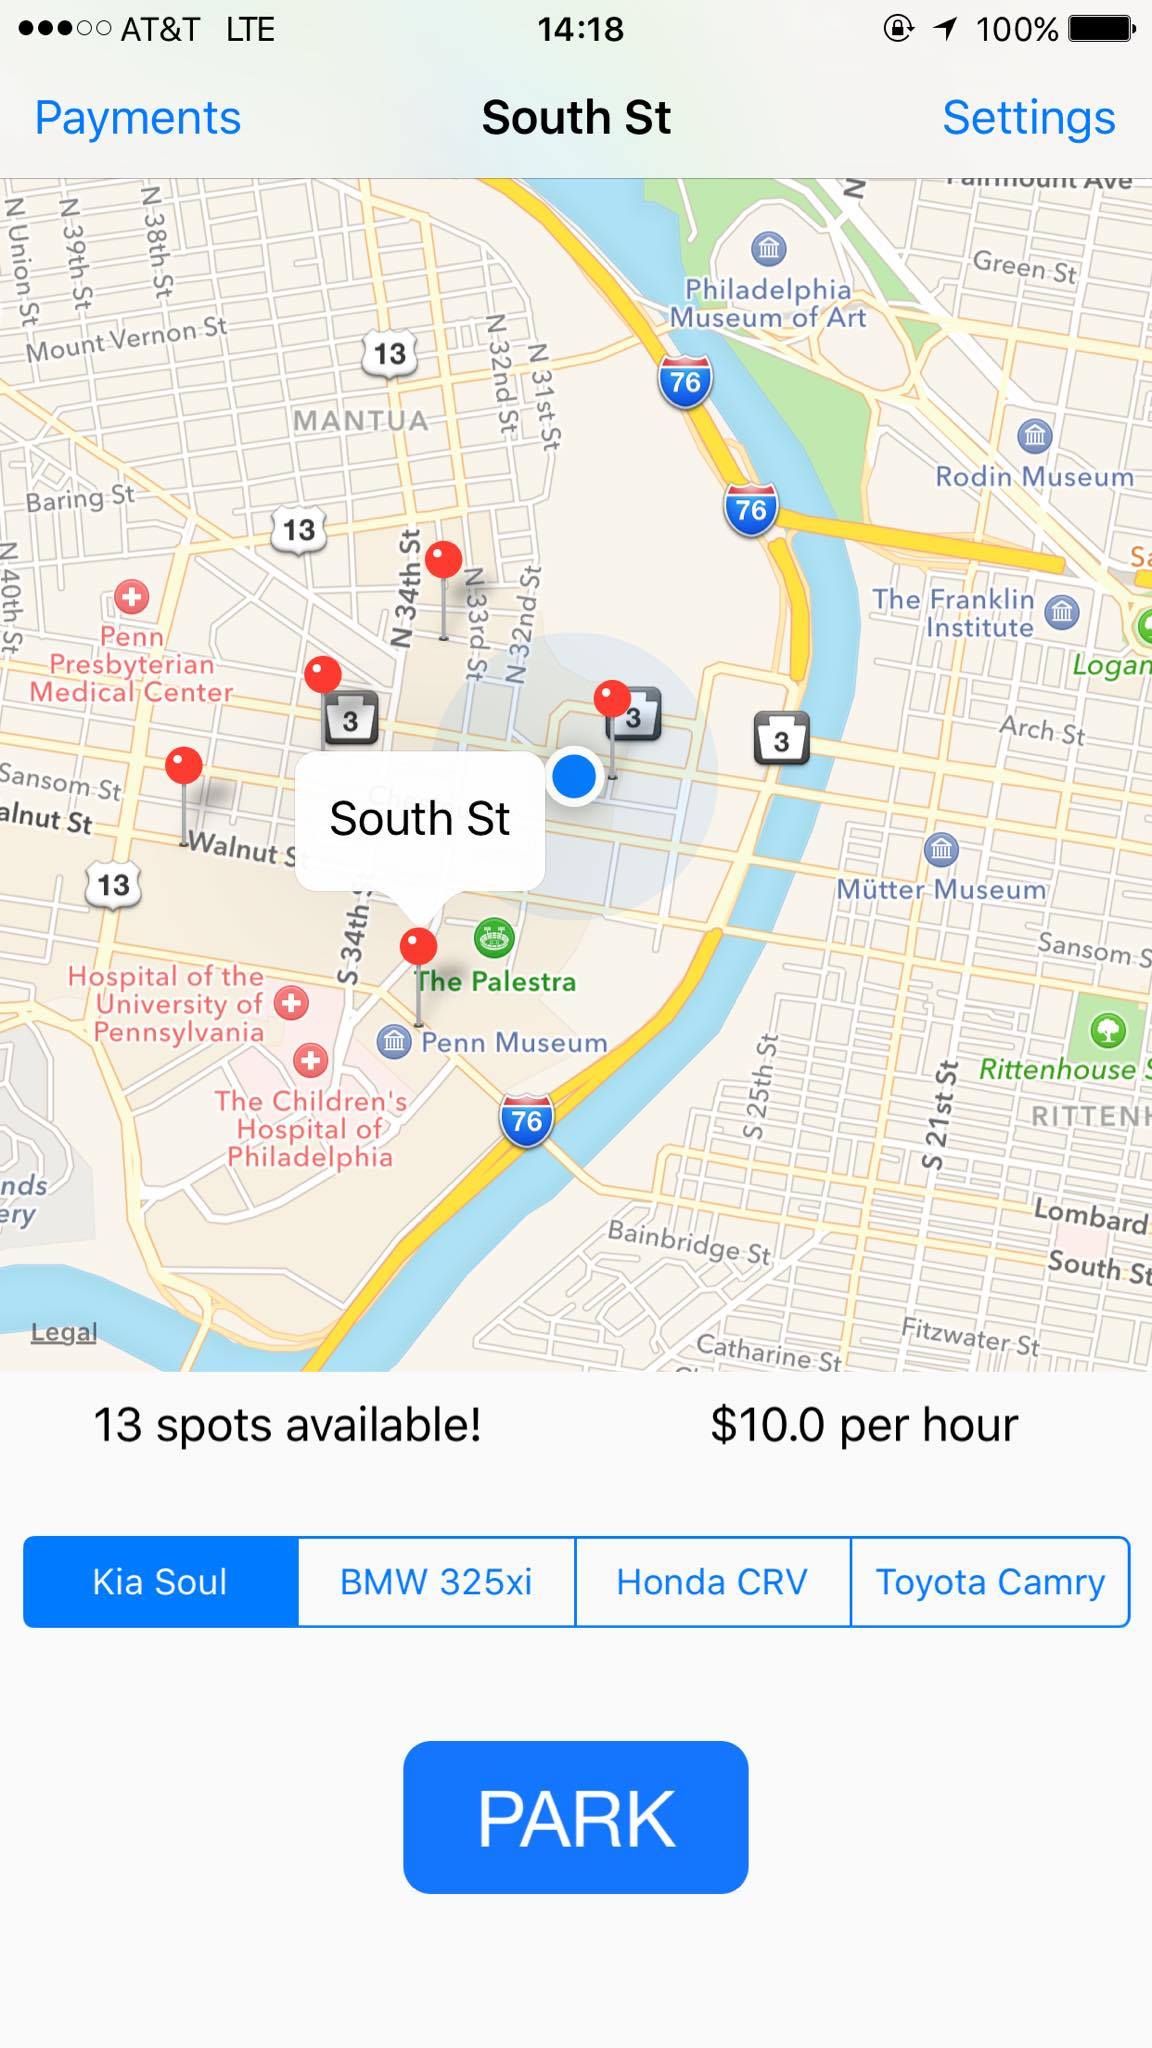 AT&T LTE 14:18 100%
Payments South St Settings
Fairmount Ave
N Union St
N 39th St
N 38th St
Green St
Philadelphia
Museum of Art
Mount Vernon St
13
N 32nd St
N 31st St
76
MANTUA
Rodin Museum
Baring St
13
76
N 40th St
N 34th St
N 33rd St
N 32nd St
The Franklin
Institute
Penn
Presbyterian
Medical Center
Logan
3
3
3
Arch St
Sansom St
alnut St
South St
Walnut S
13
Mütter Museum
S 34th S
The Palestra
Sansom S
Hospital of the
University of
Pennsylvania
Penn Museum
S 25th St
S 21st St
Rittenhouse S
RITTENH
The Children's
Hospital of
Philadelphia
76
nds
ery
Lombard
Bainbridge St
South St
Legal
Fitzwater St
Catharine St
13 spots available! $10.0 per hour
Kia Soul BMW 325xi Honda CRV Toyota Camry
PARK